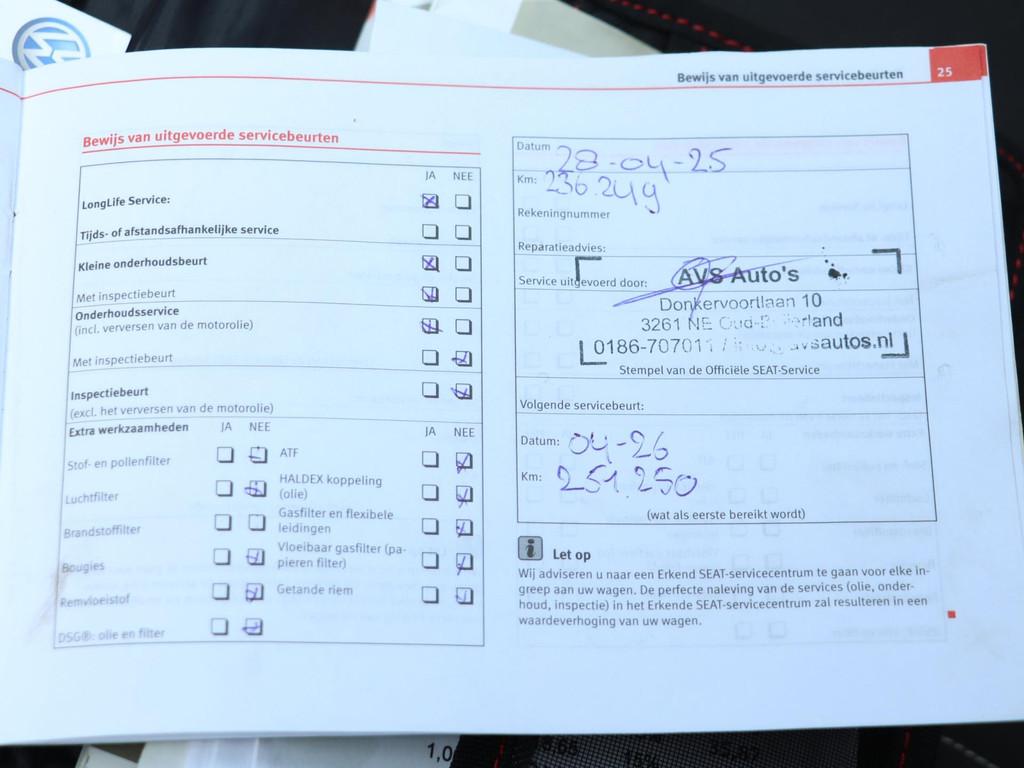 Bewijs van uitgevoerde servicebeurten 25
Bewijs van uitgevoerde servicebeurten
JA NEE
LongLife Service:
Tijds- of afstandsafhankelijke service
Kleine onderhoudsbeurt
Met inspectiebeurt
Onderhoudsservice
(incl. verversen van de motorolie)
Met inspectiebeurt
Inspectiebeurt
(excl. het verversen van de motorolie)
Extra werkzaamheden JA NEE JA NEE
Stof- en pollenfilter ATF
Luchtfilter HALDEX koppeling
(olie)
Brandstoffilter Gasfilter en flexibele
leidingen
Bougies Vloeibaar gasfilter (pa-
pieren filter)
Remvloeistof Getande riem
DSG®: olie en filter
Datum 28-04-25
Km: 236.249
Rekeningnummer
Reparatieadvies:
Service uitgevoerd door: AVS Auto's
Donkervoortlaan 10
3261 NE Oud-Beijerland
0186-707011 / info@avsautos.nl
Stempel van de Officiële SEAT-Service
Volgende servicebeurt:
Datum: 04-26
Km: 251.250
(wat als eerste bereikt wordt)
Let op
Wij adviseren u naar een Erkend SEAT-servicecentrum te gaan voor elke in-
greep aan uw wagen. De perfecte naleving van de services (olie, onder-
houd, inspectie) in het Erkende SEAT-servicecentrum zal resulteren in een
waardeverhoging van uw wagen.
1,0
15%